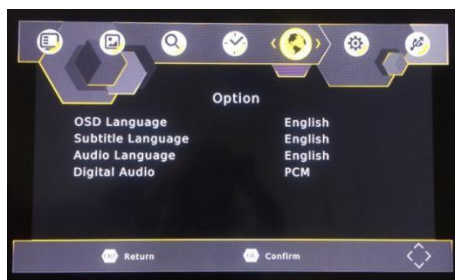 Option
OSD Language English
Subtitle Language English
Audio Language English
Digital Audio PCM
Return Confirm